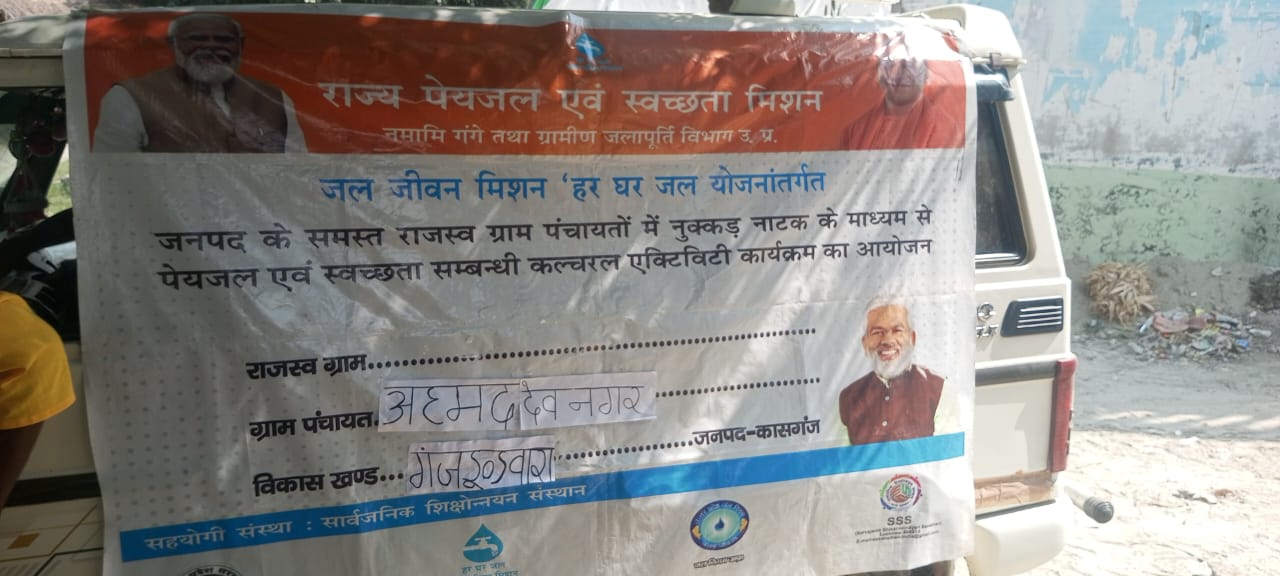 राज्य पेयजल एवं स्वच्छता मिशन
नमामि गंगे तथा ग्रामीण जलापूर्ति विभाग उ. प्र.
जल जीवन मिशन 'हर घर जल योजनांतर्गत
जनपद के समस्त राजस्व ग्राम पंचायतों में नुक्कड़ नाटक के माध्यम से
पेयजल एवं स्वच्छता सम्बन्धी कल्चरल एक्टिविटी कार्यक्रम का आयोजन
राजस्व ग्राम
ग्राम पंचायत. अहमद देव नगर
विकास खण्ड... गंजडुडवारा ..........जनपद-कासगंज
सहयोगी संस्था : सार्वजनिक शिक्षोन्नयन संस्थान
हर घर जल
SSS